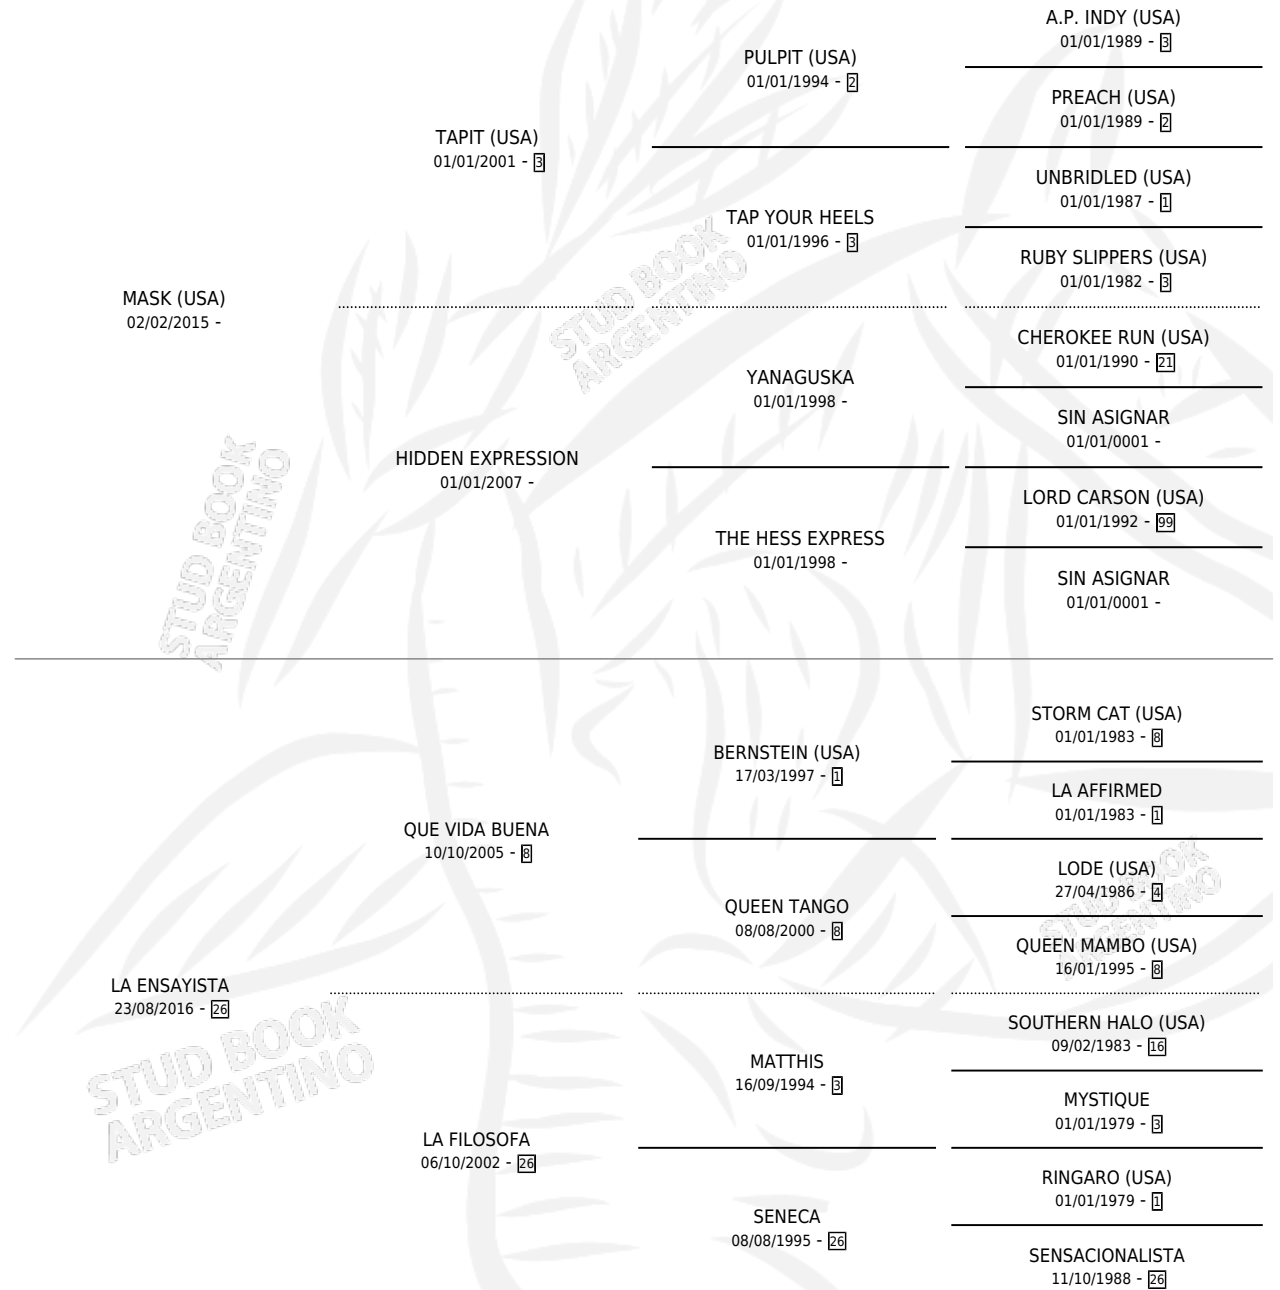 A.P. INDY (USA)
01/01/1989 - 3
PULPIT (USA)
01/01/1994 - 2
PREACH (USA)
01/01/1989 - 2
TAPIT (USA)
01/01/2001 - 3
UNBRIDLED (USA)
01/01/1987 - 1
TAP YOUR HEELS
01/01/1996 - 3
RUBY SLIPPERS (USA)
01/01/1982 - 3
MASK (USA)
02/02/2015 -
CHEROKEE RUN (USA)
01/01/1990 - 21
YANAGUSKA
01/01/1998 -
SIN ASIGNAR
01/01/0001 -
HIDDEN EXPRESSION
01/01/2007 -
LORD CARSON (USA)
01/01/1992 - 99
THE HESS EXPRESS
01/01/1998 -
SIN ASIGNAR
01/01/0001 -
STORM CAT (USA)
01/01/1983 - 8
BERNSTEIN (USA)
17/03/1997 - 1
LA AFFIRMED
01/01/1983 - 1
QUE VIDA BUENA
10/10/2005 - 8
LODE (USA)
27/04/1986 - 4
QUEEN TANGO
08/08/2000 - 8
QUEEN MAMBO (USA)
16/01/1995 - 8
LA ENSAYISTA
23/08/2016 - 26
SOUTHERN HALO (USA)
09/02/1983 - 16
MATTHIS
16/09/1994 - 3
MYSTIQUE
01/01/1979 - 3
LA FILOSOFA
06/10/2002 - 26
RINGARO (USA)
01/01/1979 - 1
SENECA
08/08/1995 - 26
SENSACIONALISTA
11/10/1988 - 26
STUD BOOK
ARGENTINO
STUD BOOK
ARGENTINO
STUD BOOK
ARGENTINO
STUD BOOK
ARGENTINO